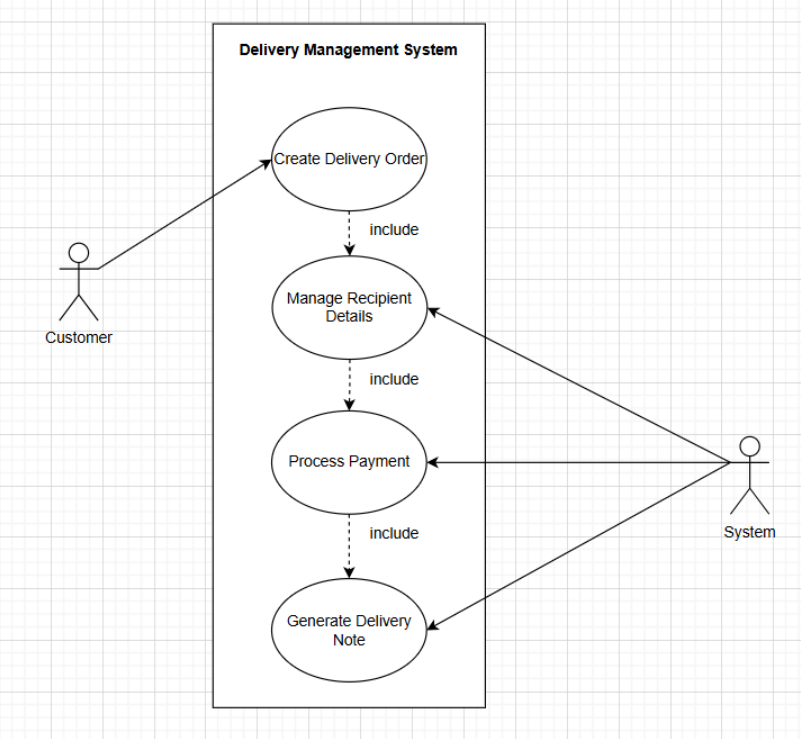 Delivery Management System
Create Delivery Order
include
Manage Recipient
Details
include
Process Payment
include
Generate Delivery
Note
Customer
System